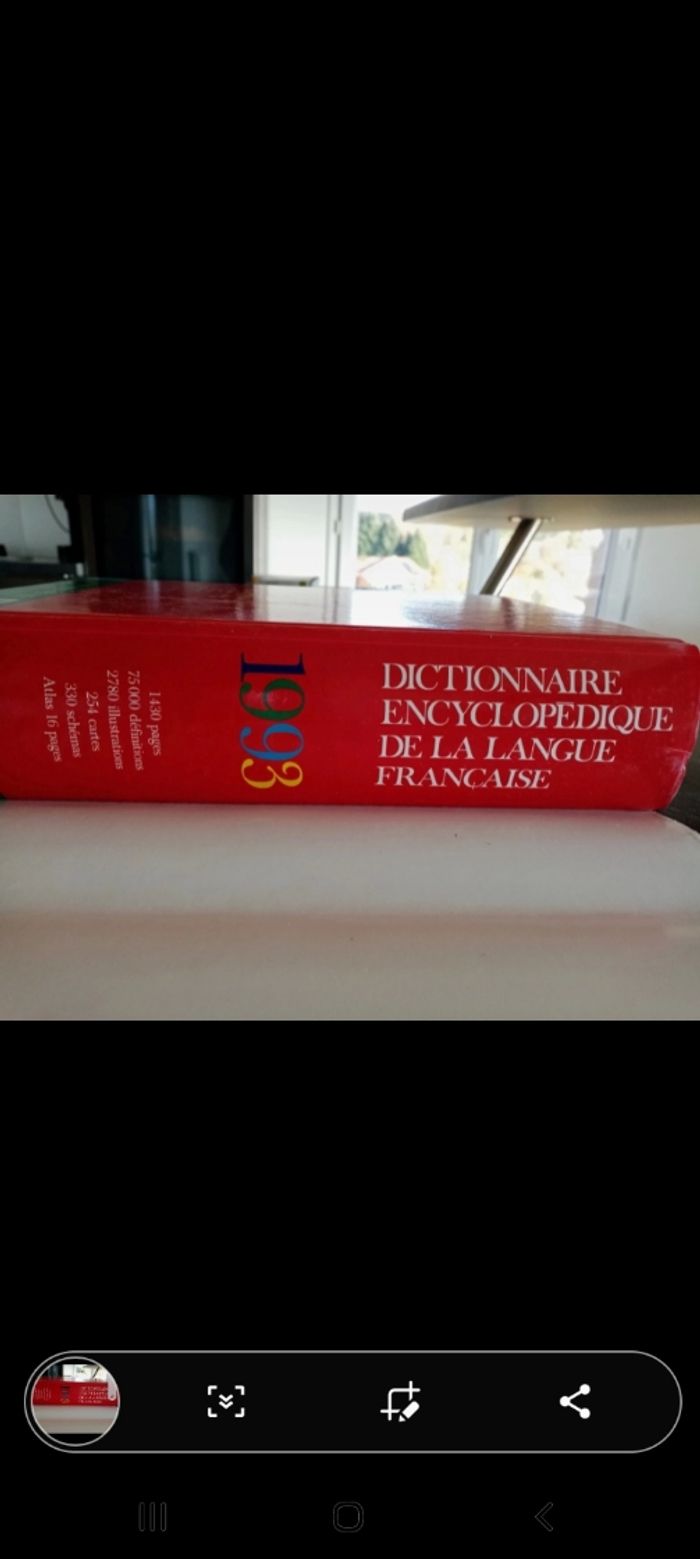 DICTIONNAIRE
ENCYCLOPEDIQUE
DE LA LANGUE
FRANÇAISE
1993
1430 pages
75 000 définitions
2780 illustrations
254 cartes
330 schémas
Atlas 16 pages